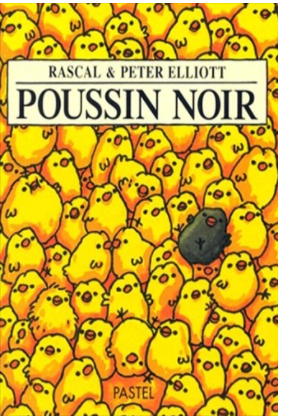 RASCAL & PETER ELLIOTT
POUSSIN NOIR
PASTEL